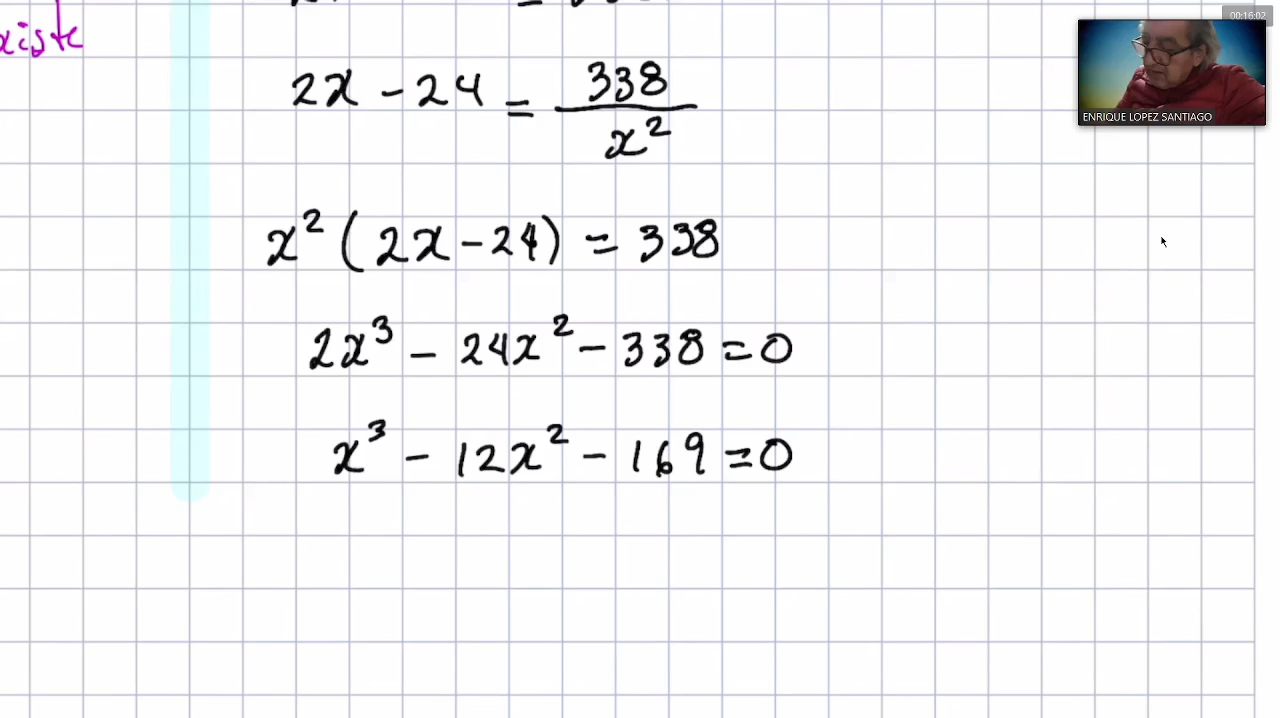 00:16:02
2x - 24 = 338 / x²
ENRIQUE LOPEZ SANTIAGO
x² (2x - 24) = 338
2x³ - 24x² - 338 = 0
x³ - 12x² - 169 = 0